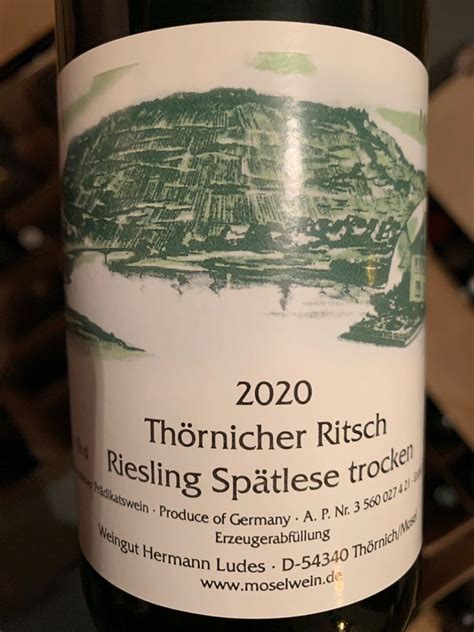 2020
Thörnicher Ritsch
Riesling Spätlese trocken
Prädikatswein · Produce of Germany · A. P. Nr. 3 560 027 4 21 ·
Erzeugerabfüllung
Weingut Hermann Ludes · D-54340 Thörnich/Mosel
www.moselwein.de